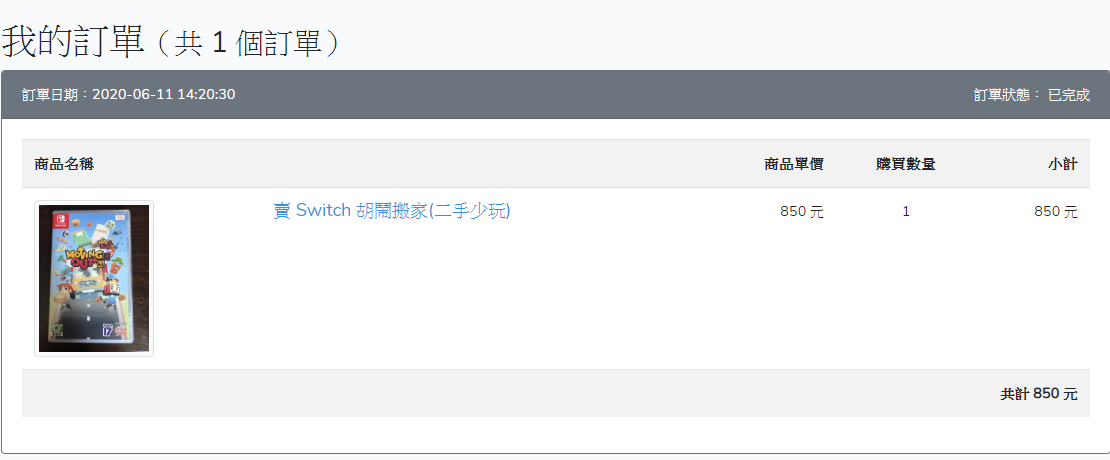 我的訂單（共 1 個訂單）
訂單日期：2020-06-11 14:20:30
訂單狀態： 已完成
商品名稱 商品單價 購買數量 小計
賣 Switch 胡鬧搬家(二手少玩) 850 元 1 850 元
MOVING
OUT
共計 850 元